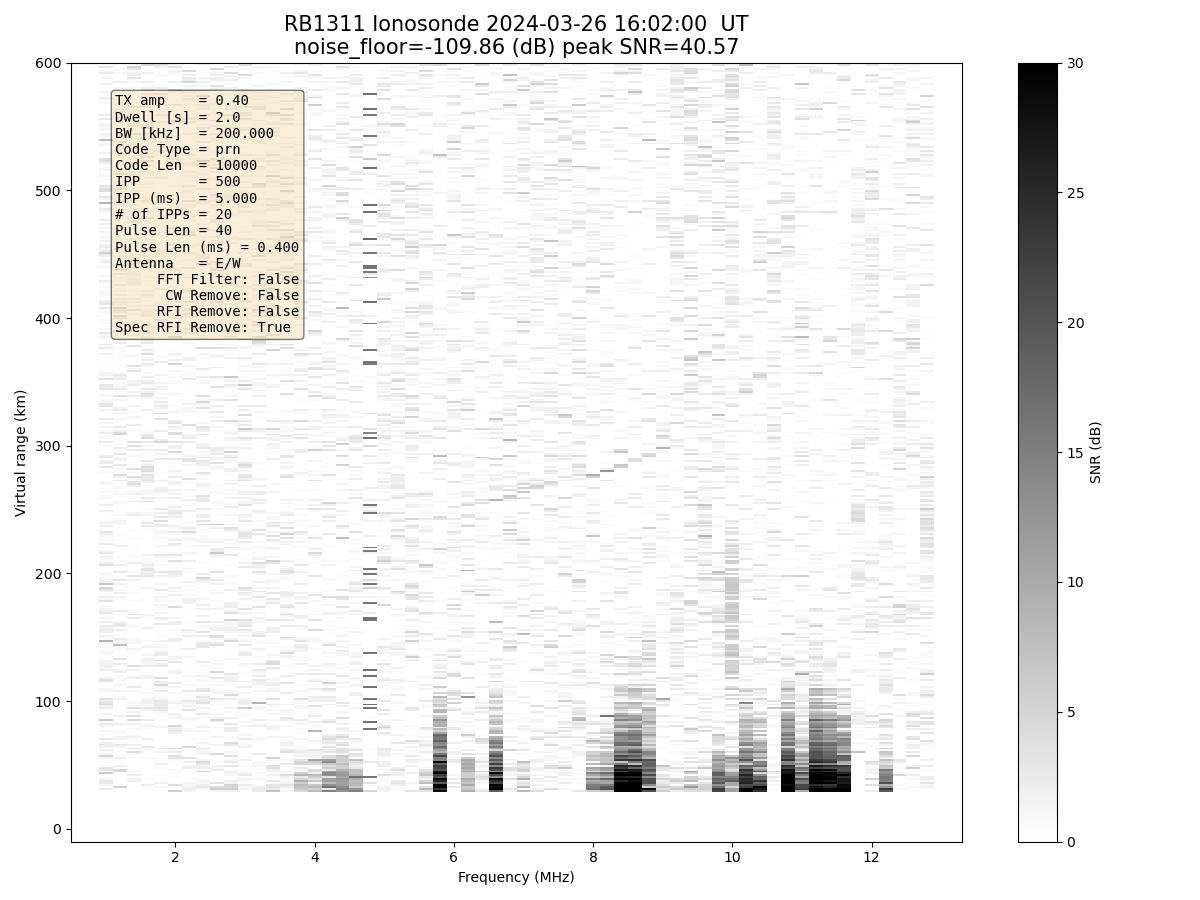 RB1311 Ionosonde 2024-03-26 16:02:00  UT
noise_floor=-109.86 (dB) peak SNR=40.57
600
500
400
300
200
100
0
Virtual range (km)
TX amp    = 0.40
Dwell [s] = 2.0
BW [kHz]  = 200.000
Code Type = prn
Code Len  = 10000
IPP       = 500
IPP (ms)  = 5.000
# of IPPs = 20
Pulse Len = 40
Pulse Len (ms) = 0.400
Antenna   = E/W
FFT Filter: False
CW Remove: False
RFI Remove: False
Spec RFI Remove: True
2 4 6 8 10 12
Frequency (MHz)
30
25
20
15
10
5
0
SNR (dB)